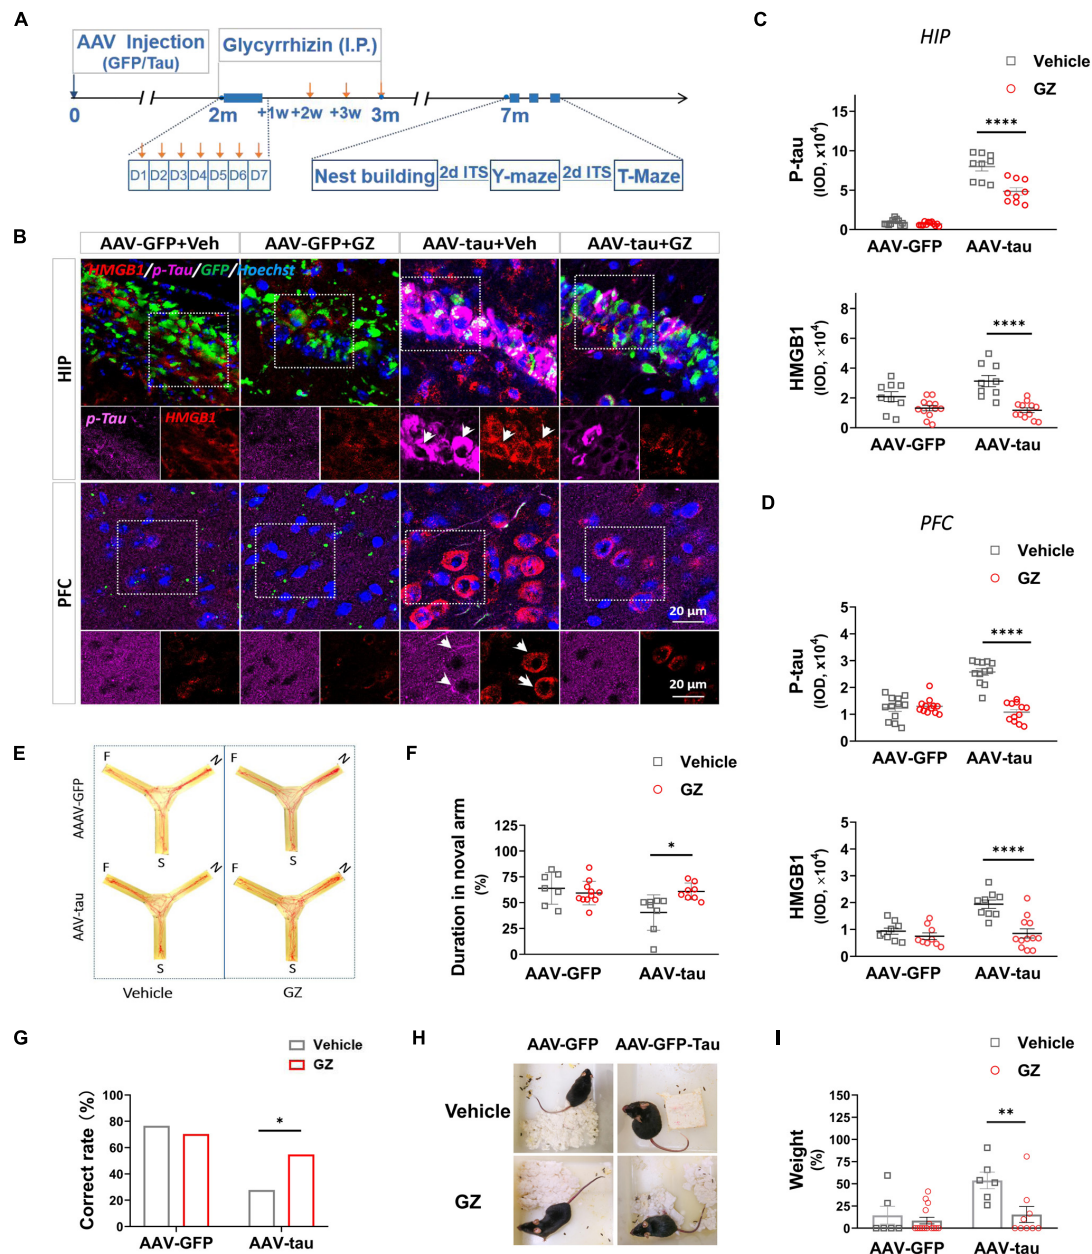 A
AAV Injection
(GFP/Tau)
Glycyrrhizin (I.P.)
0
2m
+1w
+2w
+3w
3m
7m
D1 D2 D3 D4 D5 D6 D7
Nest building
2d ITS
Y-maze
2d ITS
T-Maze
B
AAV-GFP+Veh
AAV-GFP+GZ
AAV-tau+Veh
AAV-tau+GZ
HMGB1/p-Tau/GFP/Hoechst
HIP
p-Tau
HMGB1
PFC
20 µm
20 µm
C
HIP
Vehicle
GZ
P-tau
(IOD, x10⁴)
15
10
5
0
****
AAV-GFP
AAV-tau
HMGB1
(IOD, ×10⁴)
8
6
4
2
0
****
AAV-GFP
AAV-tau
D
PFC
Vehicle
GZ
P-tau
(IOD, x10⁴)
5
4
3
2
1
0
****
AAV-GFP
AAV-tau
HMGB1
(IOD, ×10⁴)
5
4
3
2
1
0
****
AAV-GFP
AAV-tau
E
AAAV-GFP
F
N
S
F
N
S
AAV-tau
F
N
S
F
N
S
Vehicle
GZ
F
Vehicle
GZ
Duration in noval arm
(%)
125
100
75
50
25
0
*
AAV-GFP
AAV-tau
G
Vehicle
GZ
Correct rate (%)
100
80
60
40
20
0
*
AAV-GFP
AAV-tau
H
AAV-GFP
AAV-GFP-Tau
Vehicle
GZ
I
Vehicle
GZ
Weight
(%)
150
125
100
75
50
25
0
**
AAV-GFP
AAV-tau